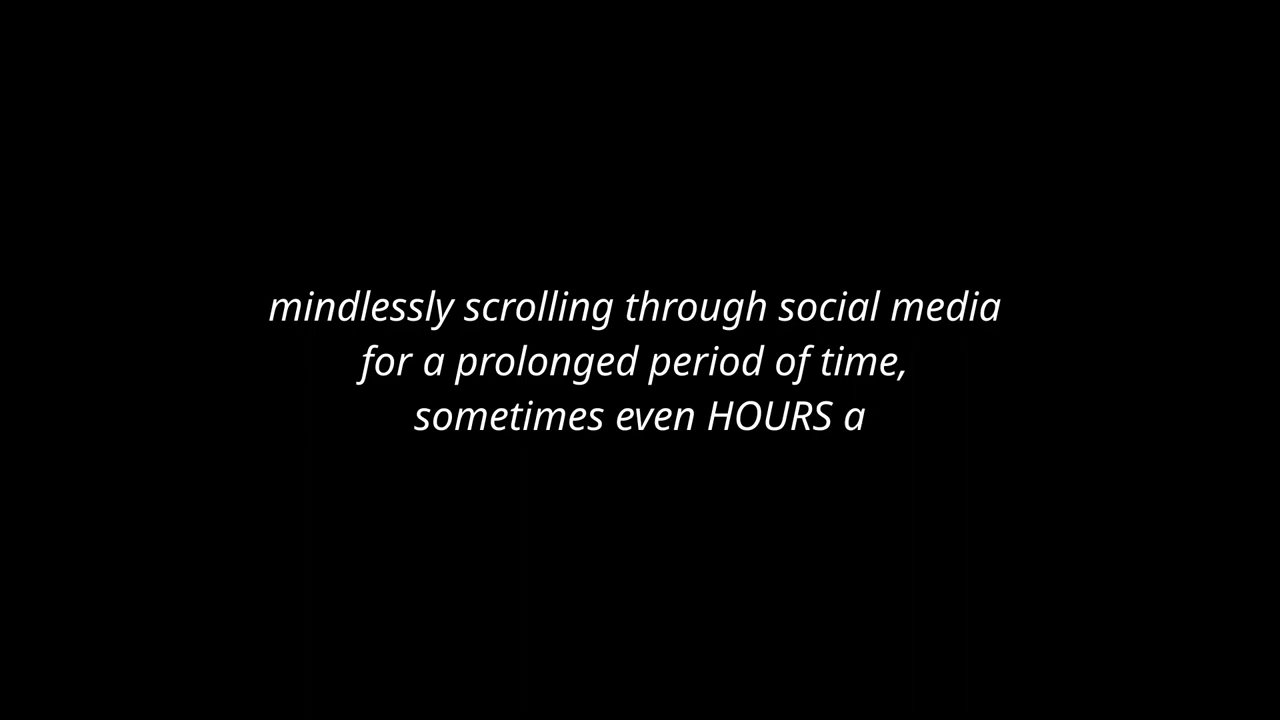 mindlessly scrolling through social media
for a prolonged period of time,
sometimes even HOURS a